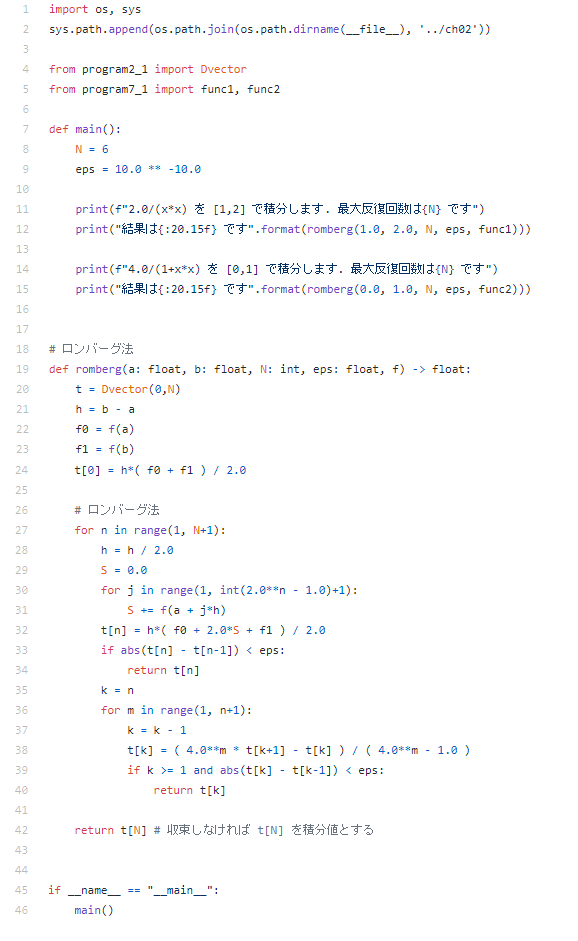 1 import os, sys
2 sys.path.append(os.path.join(os.path.dirname(__file__), '../ch02'))
3
4 from program2_1 import Dvector
5 from program7_1 import func1, func2
6
7 def main():
8     N = 6
9     eps = 10.0 ** -10.0
10
11     print(f"2.0/(x*x) を [1,2] で積分します. 最大反復回数は{N} です")
12     print("結果は{:20.15f} です".format(romberg(1.0, 2.0, N, eps, func1)))
13
14     print(f"4.0/(1+x*x) を [0,1] で積分します. 最大反復回数は{N} です")
15     print("結果は{:20.15f} です".format(romberg(0.0, 1.0, N, eps, func2)))
16
17
18 # ロンバーグ法
19 def romberg(a: float, b: float, N: int, eps: float, f) -> float:
20     t = Dvector(0,N)
21     h = b - a
22     f0 = f(a)
23     f1 = f(b)
24     t[0] = h*( f0 + f1 ) / 2.0
25
26     # ロンバーグ法
27     for n in range(1, N+1):
28         h = h / 2.0
29         S = 0.0
30         for j in range(1, int(2.0**n - 1.0)+1):
31             S += f(a + j*h)
32         t[n] = h*( f0 + 2.0*S + f1 ) / 2.0
33         if abs(t[n] - t[n-1]) < eps:
34             return t[n]
35         k = n
36         for m in range(1, n+1):
37             k = k - 1
38             t[k] = ( 4.0**m * t[k+1] - t[k] ) / ( 4.0**m - 1.0 )
39             if k >= 1 and abs(t[k] - t[k-1]) < eps:
40                 return t[k]
41
42     return t[N] # 収束しなければ t[N] を積分値とする
43
44
45 if __name__ == "__main__":
46     main()